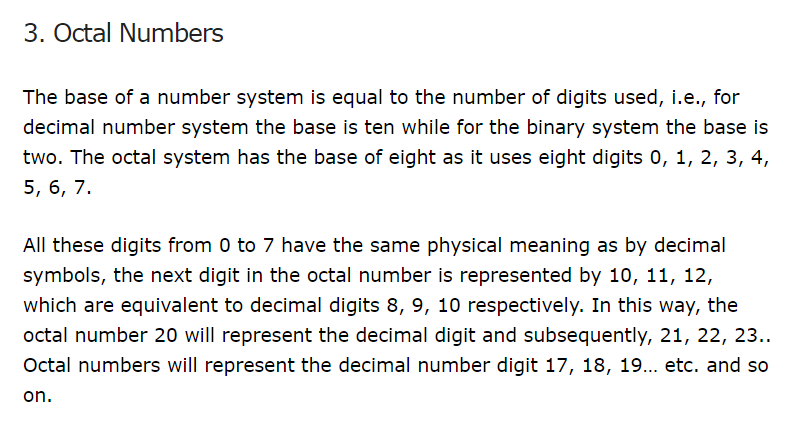 3. Octal Numbers
The base of a number system is equal to the number of digits used, i.e., for
decimal number system the base is ten while for the binary system the base is
two. The octal system has the base of eight as it uses eight digits 0, 1, 2, 3, 4,
5, 6, 7.
All these digits from 0 to 7 have the same physical meaning as by decimal
symbols, the next digit in the octal number is represented by 10, 11, 12,
which are equivalent to decimal digits 8, 9, 10 respectively. In this way, the
octal number 20 will represent the decimal digit and subsequently, 21, 22, 23..
Octal numbers will represent the decimal number digit 17, 18, 19... etc. and so
on.